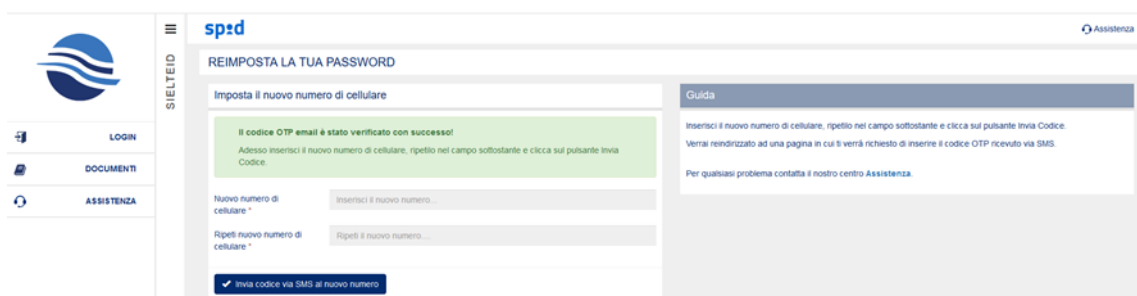 LOGIN
DOCUMENTI
ASSISTENZA
SIELTEID
spid
Assistenza
REIMPOSTA LA TUA PASSWORD
Imposta il nuovo numero di cellulare
Il codice OTP email è stato verificato con successo!
Adesso inserisci il nuovo numero di cellulare, ripetilo nel campo sottostante e clicca sul pulsante Invia
Codice.
Nuovo numero di
cellulare *
Inserisci il nuovo numero...
Ripeti nuovo numero di
cellulare *
Ripeti il nuovo numero...
Invia codice via SMS al nuovo numero
Guida
Inserisci il nuovo numero di cellulare, ripetilo nel campo sottostante e clicca sul pulsante Invia Codice.
Verrai reindirizzato ad una pagina in cui ti verrà richiesto di inserire il codice OTP ricevuto via SMS.
Per qualsiasi problema contatta il nostro centro Assistenza.